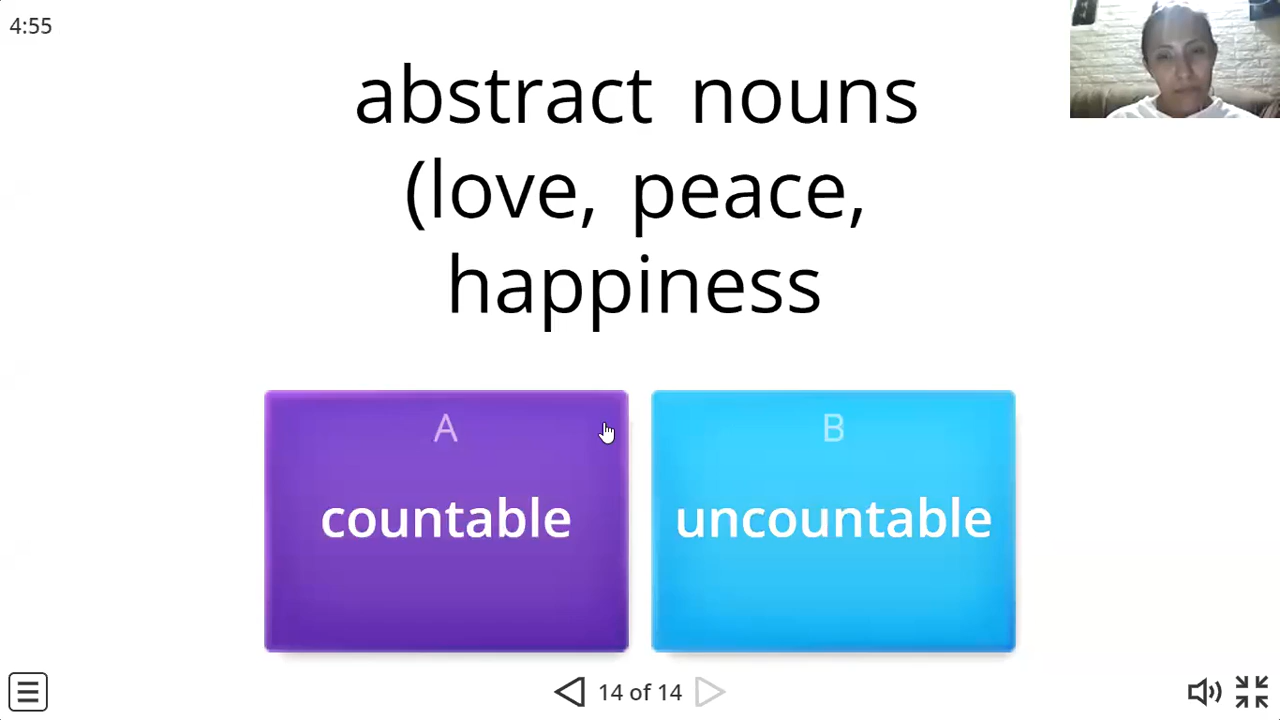 4:55
abstract nouns
(love, peace,
happiness
A
countable
B
uncountable
14 of 14